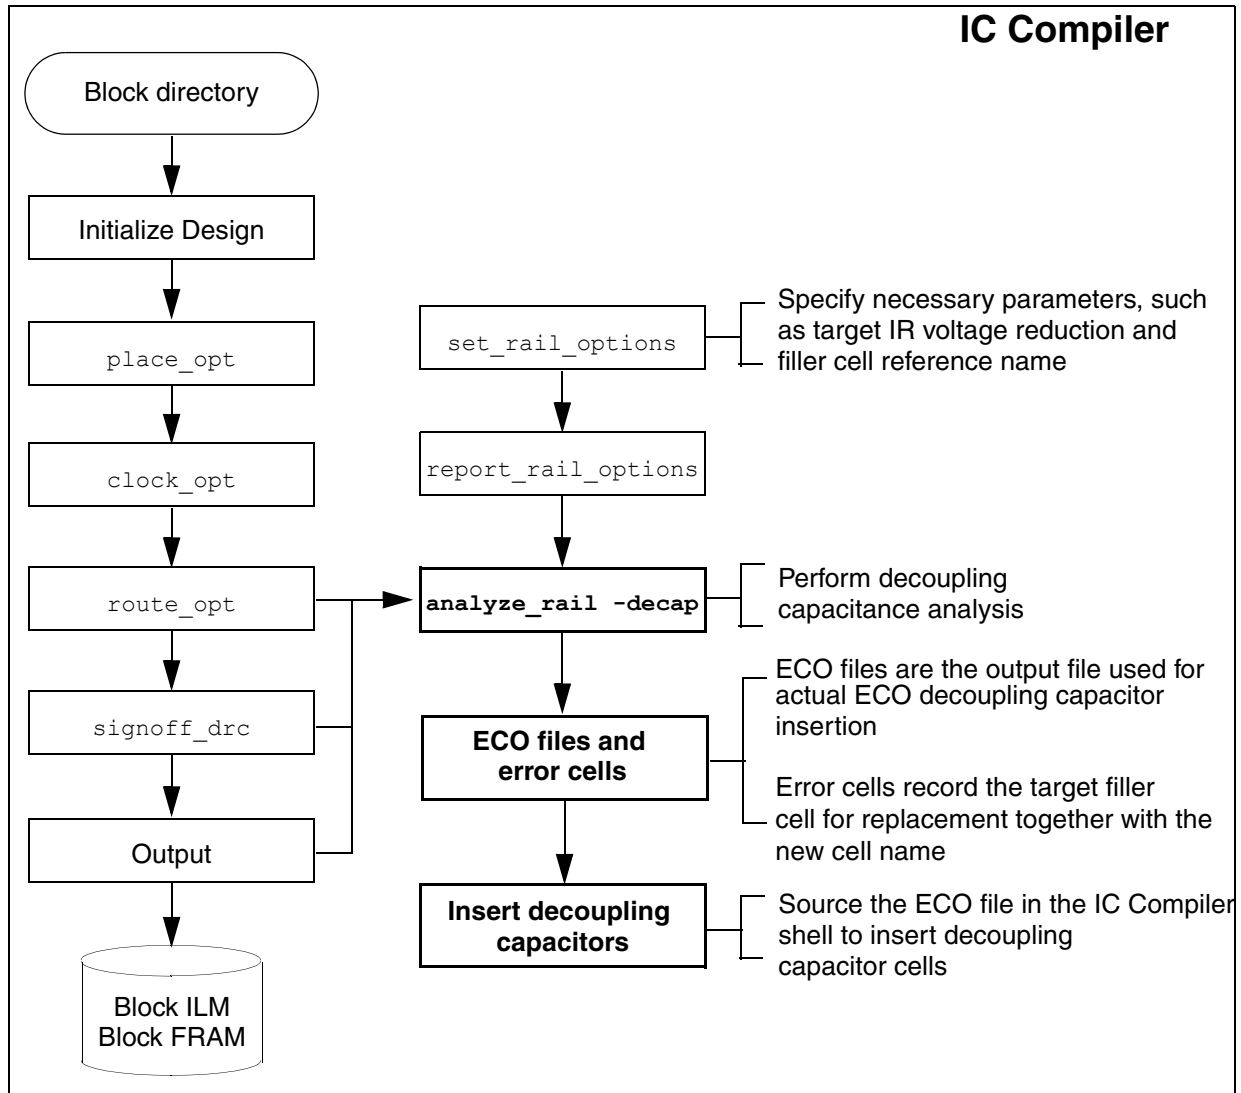 IC Compiler
Block directory
Initialize Design
place_opt
clock_opt
route_opt
signoff_drc
Output
Block ILM
Block FRAM
set_rail_options
Specify necessary parameters, such
as target IR voltage reduction and
filler cell reference name
report_rail_options
analyze_rail -decap
Perform decoupling
capacitance analysis
ECO files and
error cells
ECO files are the output file used for
actual ECO decoupling capacitor
insertion
Error cells record the target filler
cell for replacement together with the
new cell name
Insert decoupling
capacitors
Source the ECO file in the IC Compiler
shell to insert decoupling
capacitor cells